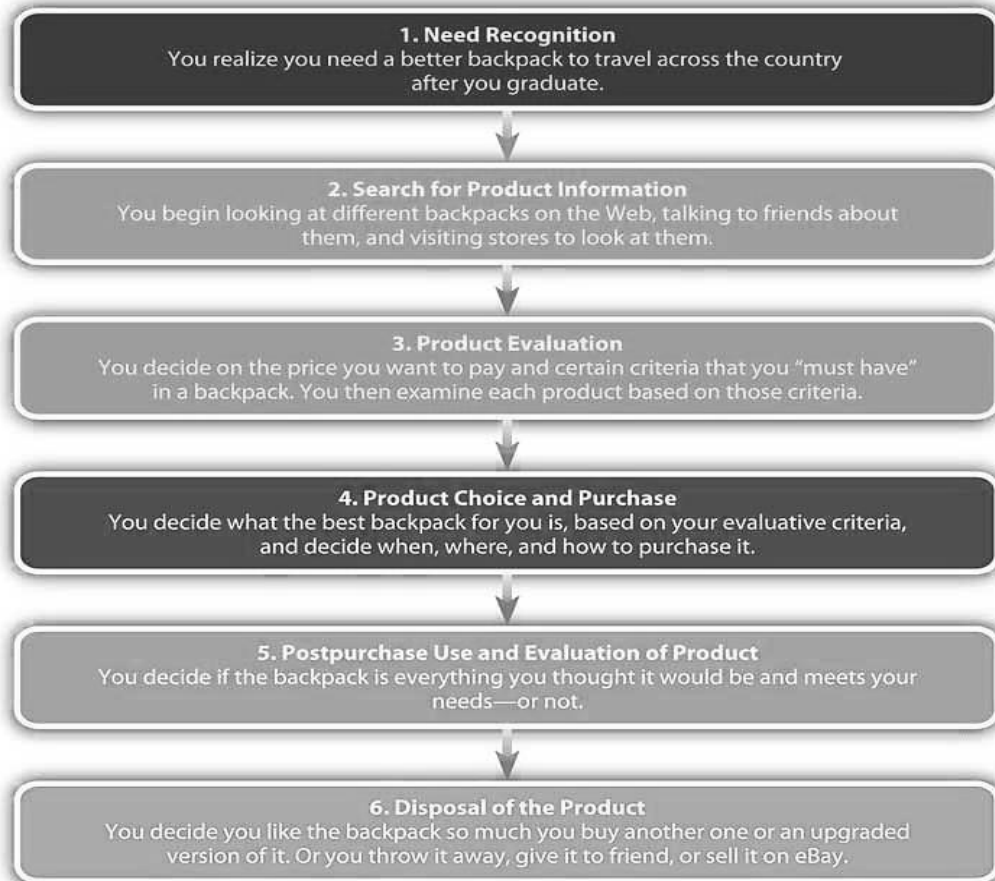 1. Need Recognition
You realize you need a better backpack to travel across the country
after you graduate.
2. Search for Product Information
You begin looking at different backpacks on the Web, talking to friends about
them, and visiting stores to look at them.
3. Product Evaluation
You decide on the price you want to pay and certain criteria that you “must have”
in a backpack. You then examine each product based on those criteria.
4. Product Choice and Purchase
You decide what the best backpack for you is, based on your evaluative criteria,
and decide when, where, and how to purchase it.
5. Postpurchase Use and Evaluation of Product
You decide if the backpack is everything you thought it would be and meets your
needs—or not.
6. Disposal of the Product
You decide you like the backpack so much you buy another one or an upgraded
version of it. Or you throw it away, give it to friend, or sell it on eBay.